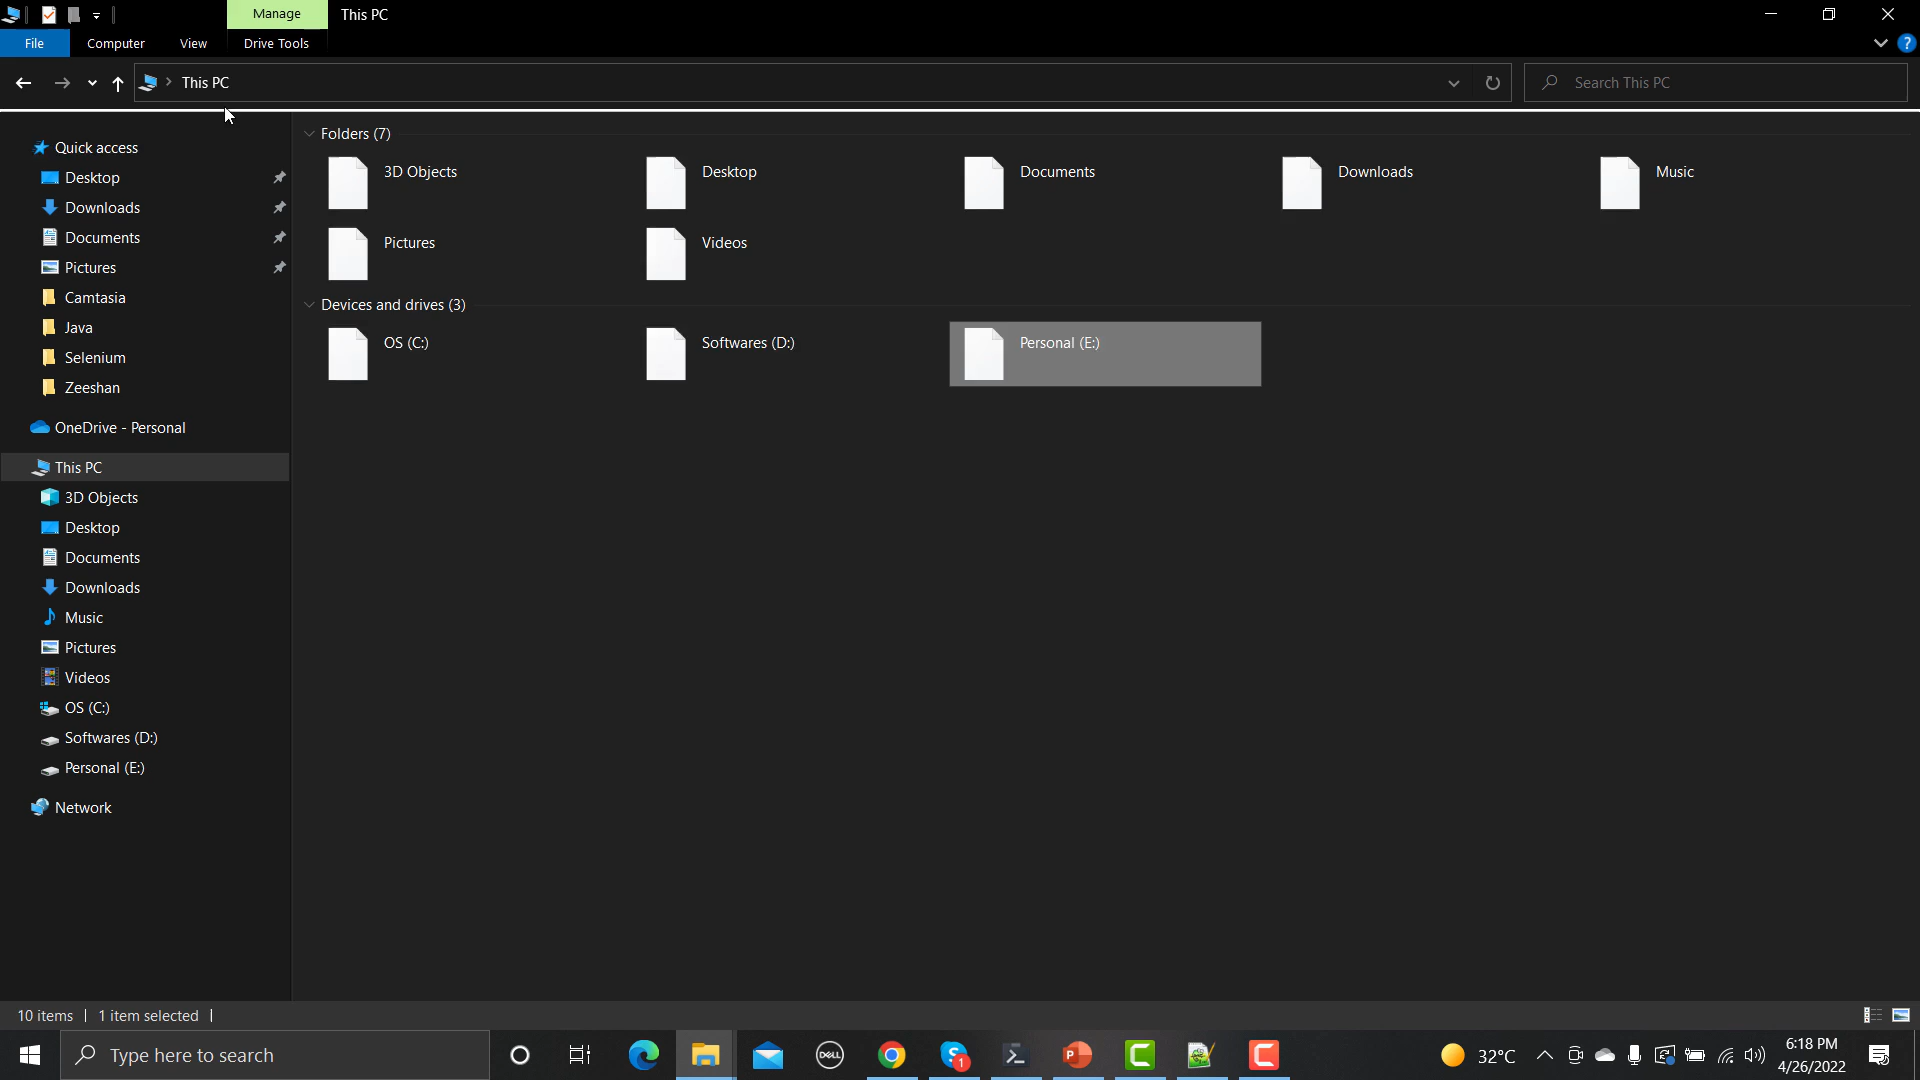 Manage
This PC
File
Computer
View
Drive Tools
This PC
Search This PC
Quick access
Desktop
Downloads
Documents
Pictures
Camtasia
Java
Selenium
Zeeshan
OneDrive - Personal
This PC
3D Objects
Desktop
Documents
Downloads
Music
Pictures
Videos
OS (C:)
Softwares (D:)
Personal (E:)
Network
Folders (7)
3D Objects
Desktop
Documents
Downloads
Music
Pictures
Videos
Devices and drives (3)
OS (C:)
Softwares (D:)
Personal (E:)
10 items
1 item selected
Type here to search
DELL
1
32°C
6:18 PM
4/26/2022